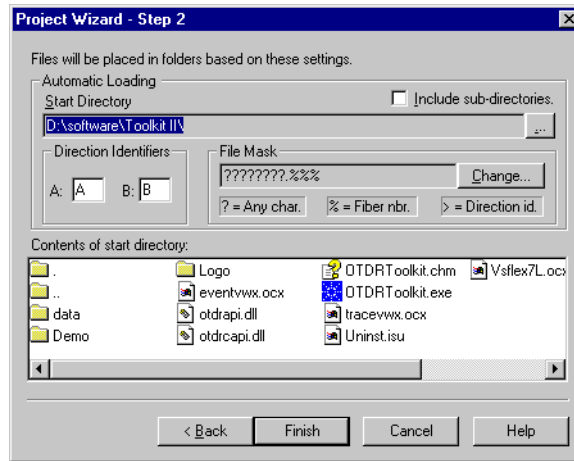 Project Wizard - Step 2
Files will be placed in folders based on these settings.
Automatic Loading
Start Directory
Include sub-directories.
D:\software\Toolkit II\
...
Direction Identifiers
File Mask
A: A B: B
????????.%%%
Change...
? = Any char. % = Fiber nbr. > = Direction id.
Contents of start directory:
. Logo OTDRToolkit.chm Vsflex7L.ocx
.. eventvwx.ocx OTDRToolkit.exe
data otdrapi.dll tracevwx.ocx
Demo otdrcapi.dll Uninst.isu
< Back Finish Cancel Help